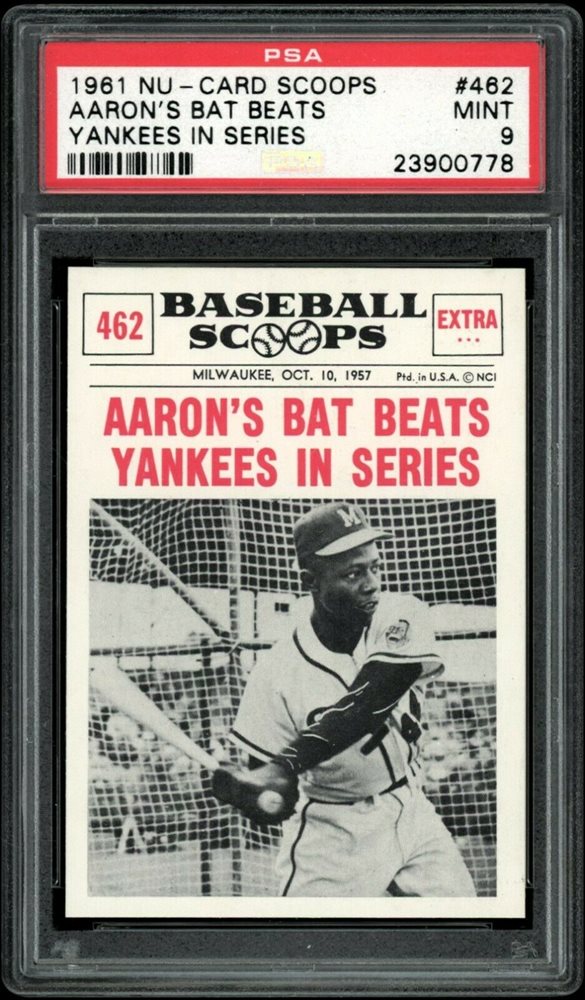 PSA
1961 NU-CARD SCOOPS #462
AARON'S BAT BEATS MINT
YANKEES IN SERIES 9
23900778
462 BASEBALL SCOOPS EXTRA ...
MILWAUKEE, OCT. 10, 1957 Ptd. in U.S.A. © NCI
AARON'S BAT BEATS
YANKEES IN SERIES
M